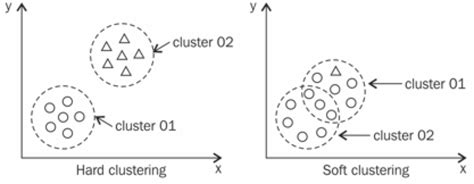 y
cluster 02
cluster 01
x
Hard clustering
y
cluster 01
cluster 02
x
Soft clustering